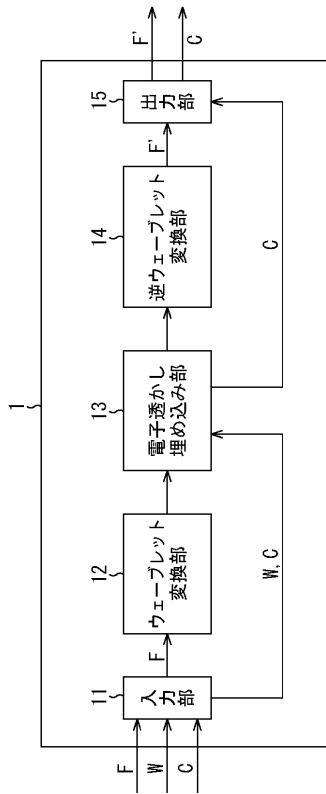 1
F
W
C
11
入力部
F
12
ウェーブレット
変換部
13
電子透かし
埋め込み部
14
逆ウェーブレット
変換部
F'
15
出力部
F'
C
W, C
C